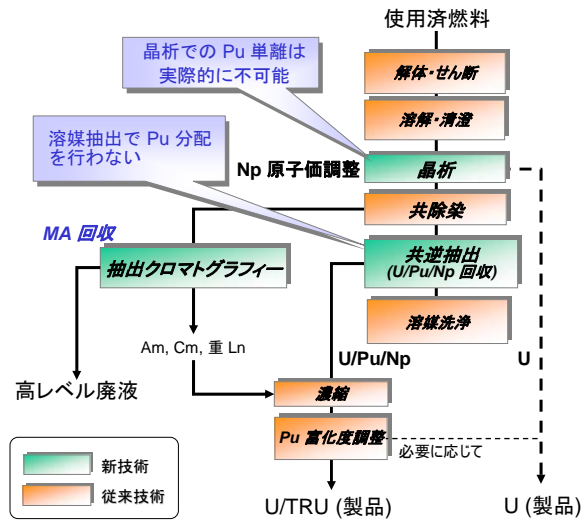 使用済燃料
晶析での Pu 単離は
実際的に不可能
解体・せん断
溶解・清澄
溶媒抽出で Pu 分配
を行わない
Np 原子価調整
晶析
共除染
MA 回収
抽出クロマトグラフィー
共逆抽出
(U/Pu/Np 回収)
溶媒洗浄
Am, Cm, 重 Ln
U/Pu/Np
U
高レベル廃液
濃縮
Pu 富化度調整
必要に応じて
新技術
従来技術
U/TRU (製品)
U (製品)